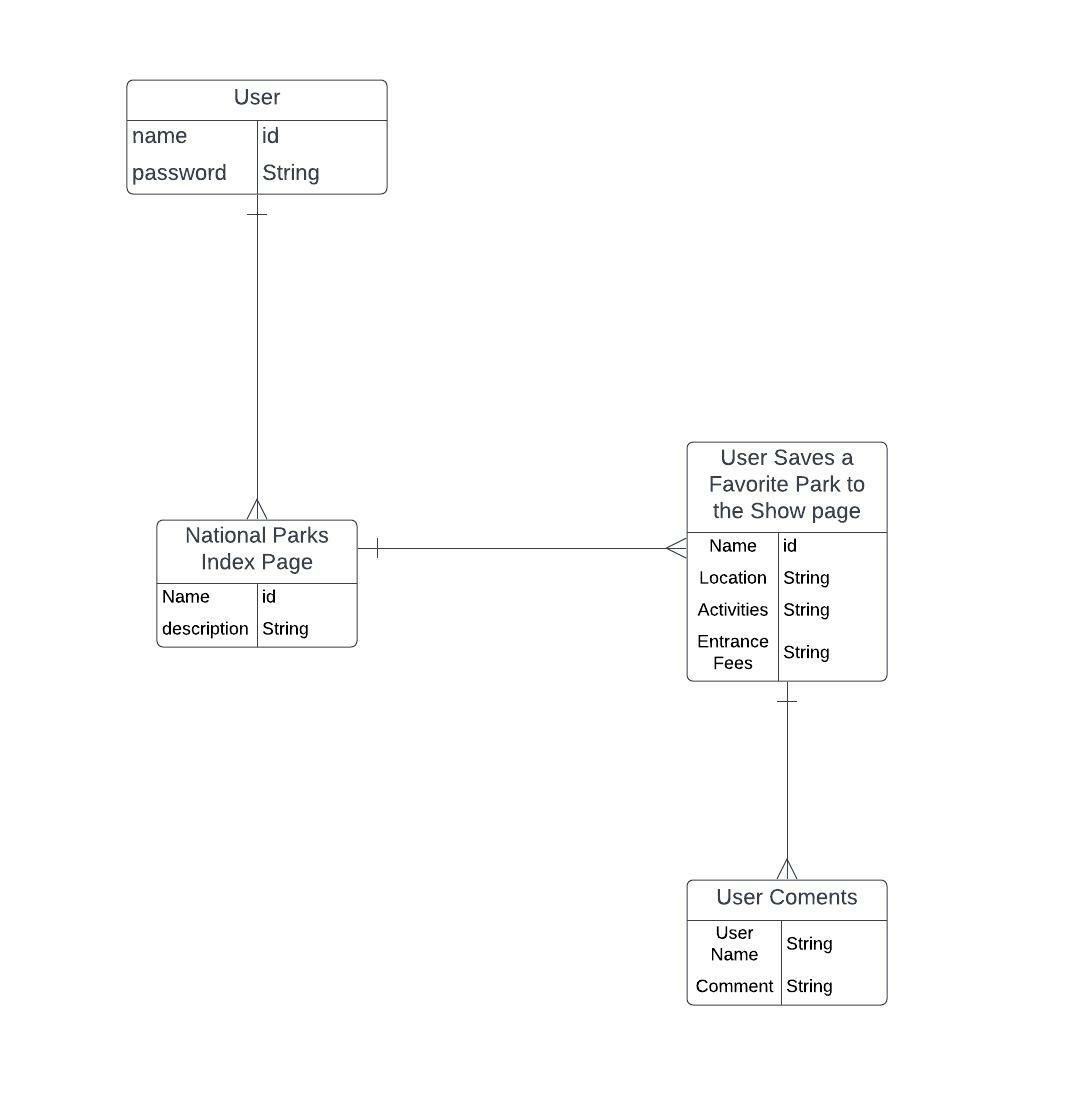 User
name id
password String
National Parks
Index Page
Name id
description String
User Saves a
Favorite Park to
the Show page
Name id
Location String
Activities String
Entrance
Fees String
User Coments
User
Name String
Comment String